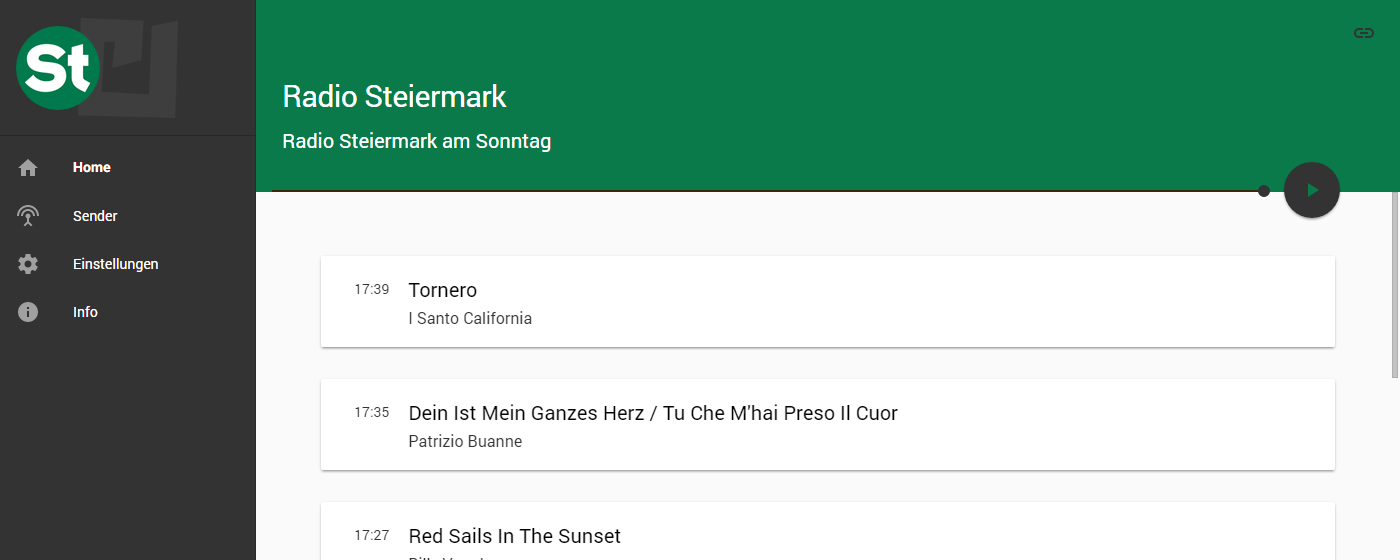 St
Home
Sender
Einstellungen
Info
Radio Steiermark
Radio Steiermark am Sonntag
17:39 Tornero
I Santo California
17:35 Dein Ist Mein Ganzes Herz / Tu Che M'hai Preso Il Cuor
Patrizio Buanne
17:27 Red Sails In The Sunset